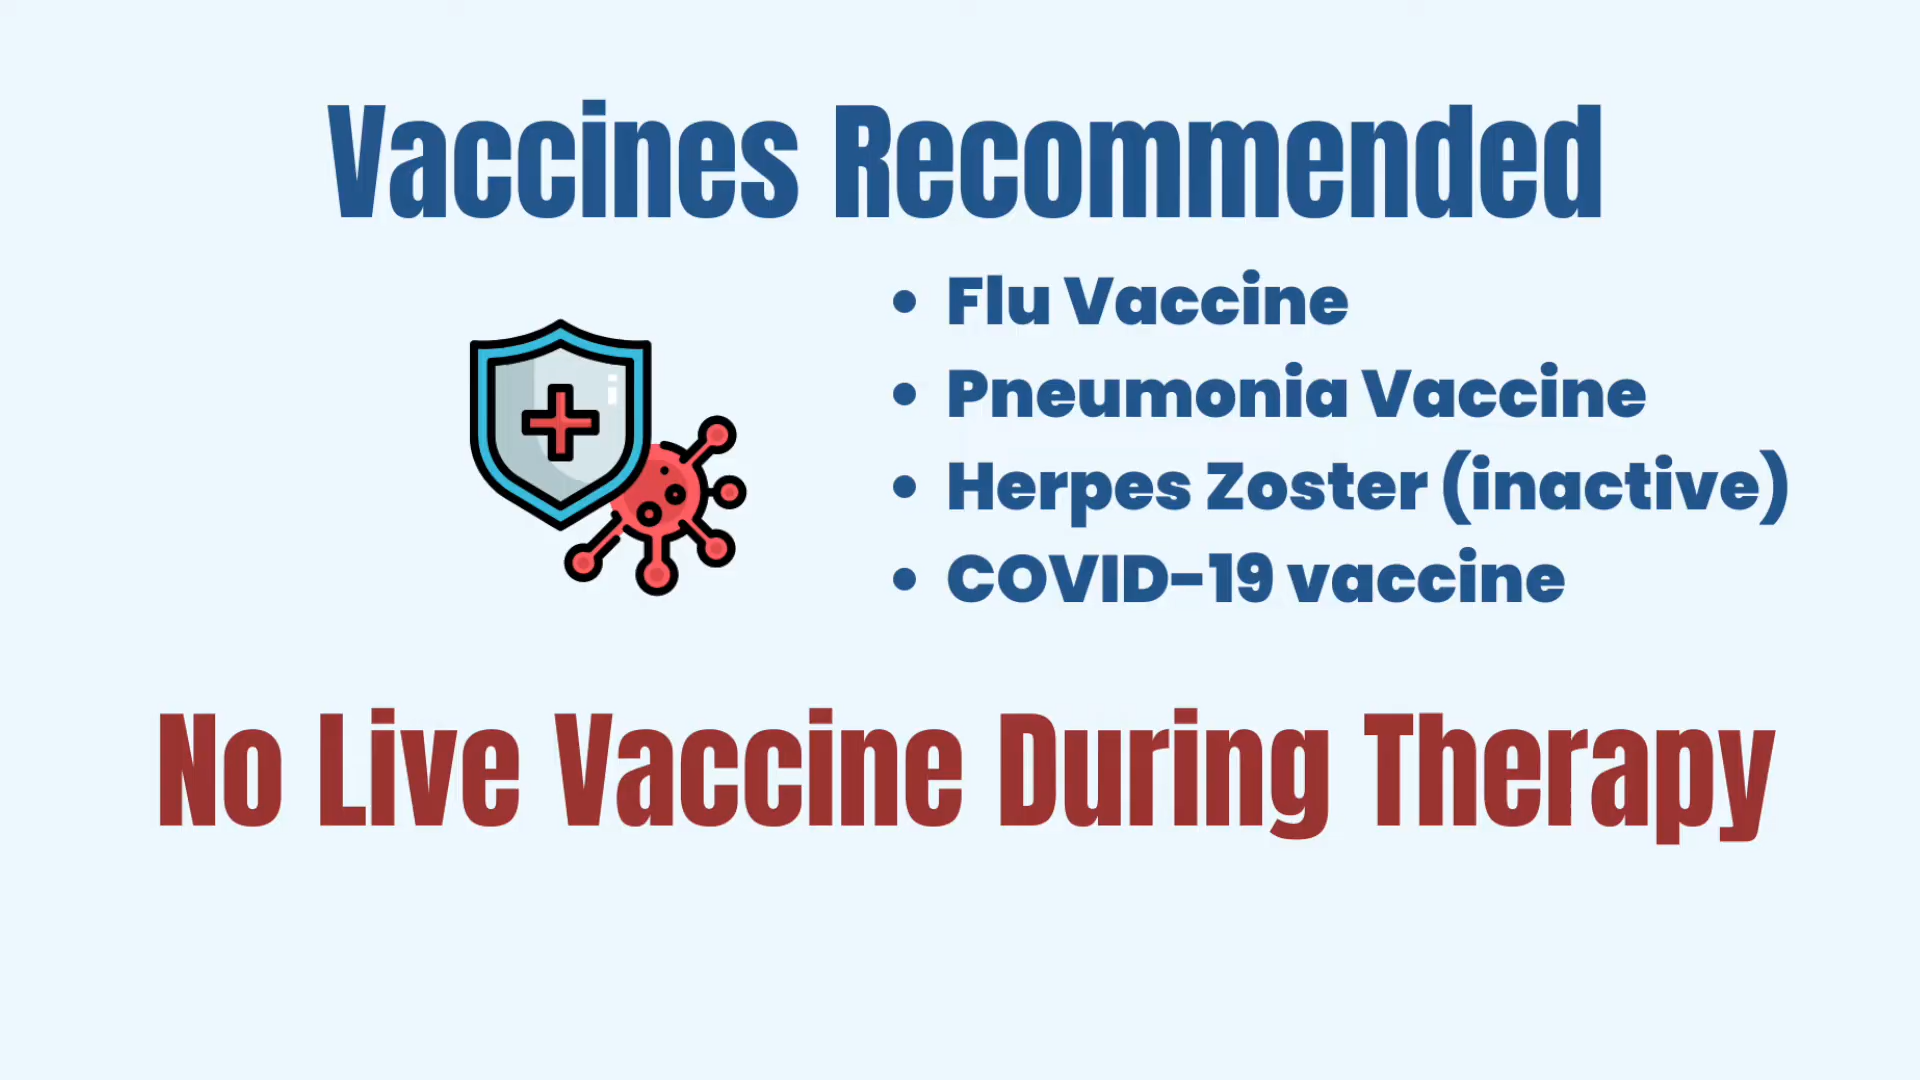 Vaccines Recommended
• Flu Vaccine
• Pneumonia Vaccine
• Herpes Zoster (inactive)
• COVID-19 vaccine
No Live Vaccine During Therapy